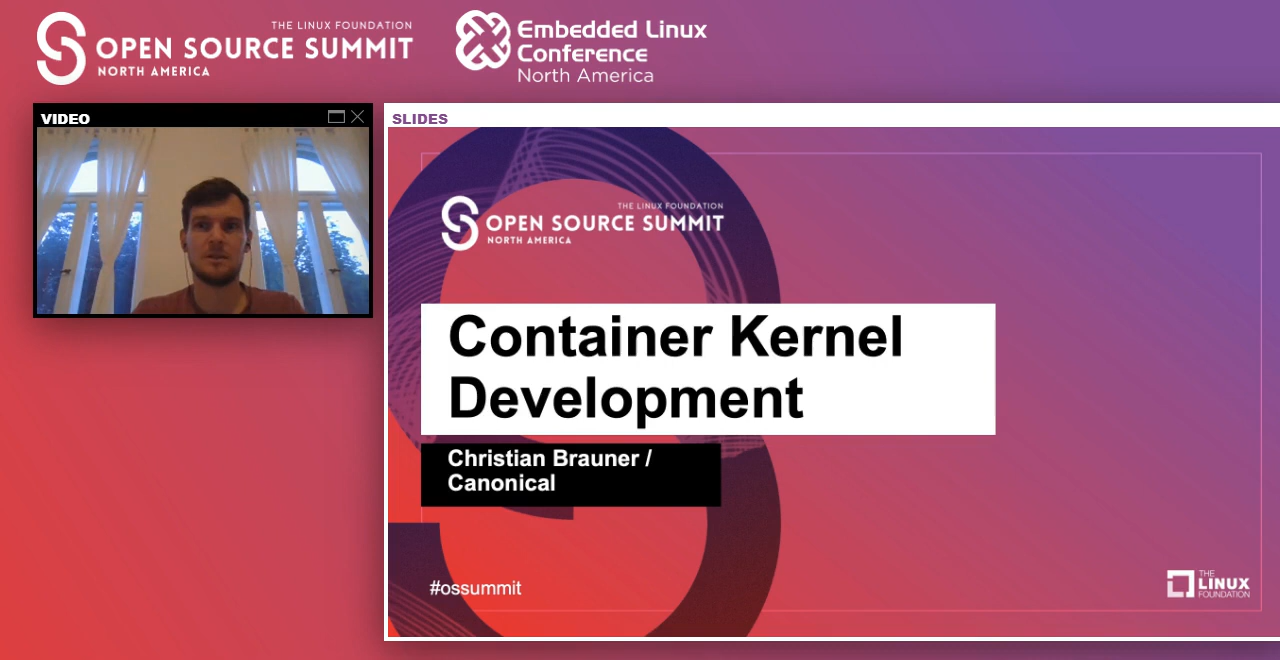 THE LINUX FOUNDATION
OPEN SOURCE SUMMIT
NORTH AMERICA
Embedded Linux
Conference
North America
VIDEO
SLIDES
THE LINUX FOUNDATION
OPEN SOURCE SUMMIT
NORTH AMERICA
Container Kernel
Development
Christian Brauner /
Canonical
#ossummit
THE
LINUX
FOUNDATION